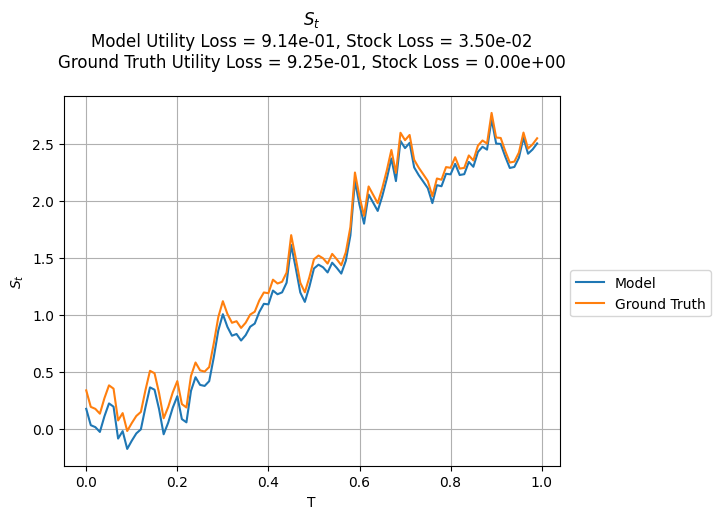 S_t
Model Utility Loss = 9.14e-01, Stock Loss = 3.50e-02
Ground Truth Utility Loss = 9.25e-01, Stock Loss = 0.00e+00
2.5
2.0
1.5
1.0
0.5
0.0
S_t
0.0 0.2 0.4 0.6 0.8 1.0
T
Model
Ground Truth